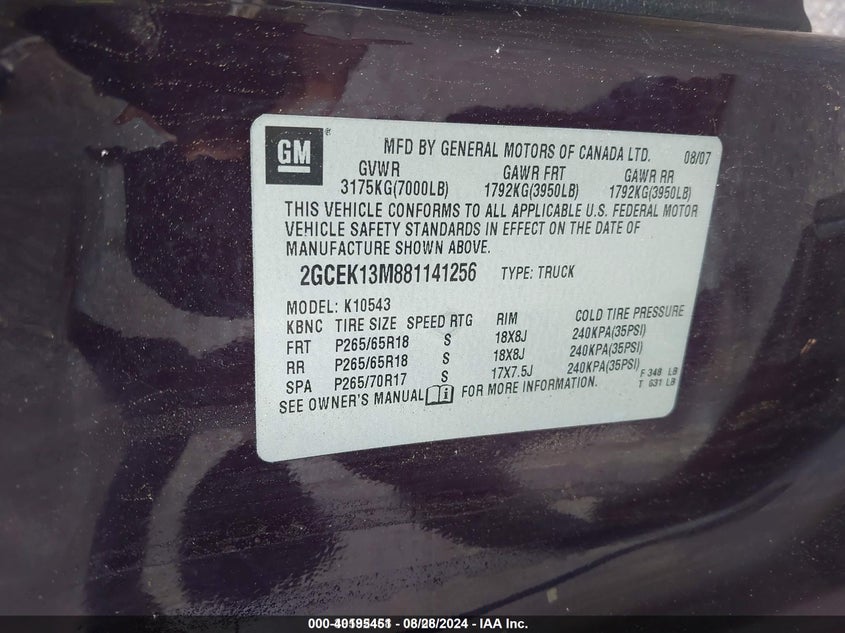 GM ®
MFD BY GENERAL MOTORS OF CANADA LTD. 08/07
GVWR GAWR FRT GAWR RR
3175KG(7000LB) 1792KG(3950LB) 1792KG(3950LB)
THIS VEHICLE CONFORMS TO ALL APPLICABLE U.S. FEDERAL MOTOR
VEHICLE SAFETY STANDARDS IN EFFECT ON THE DATE OF
MANUFACTURE SHOWN ABOVE.
2GCEK13M881141256 TYPE: TRUCK
MODEL: K10543
KBNC TIRE SIZE SPEED RTG RIM COLD TIRE PRESSURE
FRT P265/65R18 S 18X8J 240KPA(35PSI)
RR P265/65R18 S 18X8J 240KPA(35PSI)
SPA P265/70R17 S 17X7.5J 240KPA(35PSI) F 348 LB
T 631 LB
SEE OWNER'S MANUAL FOR MORE INFORMATION.
08/28/2024 - IAA Inc.